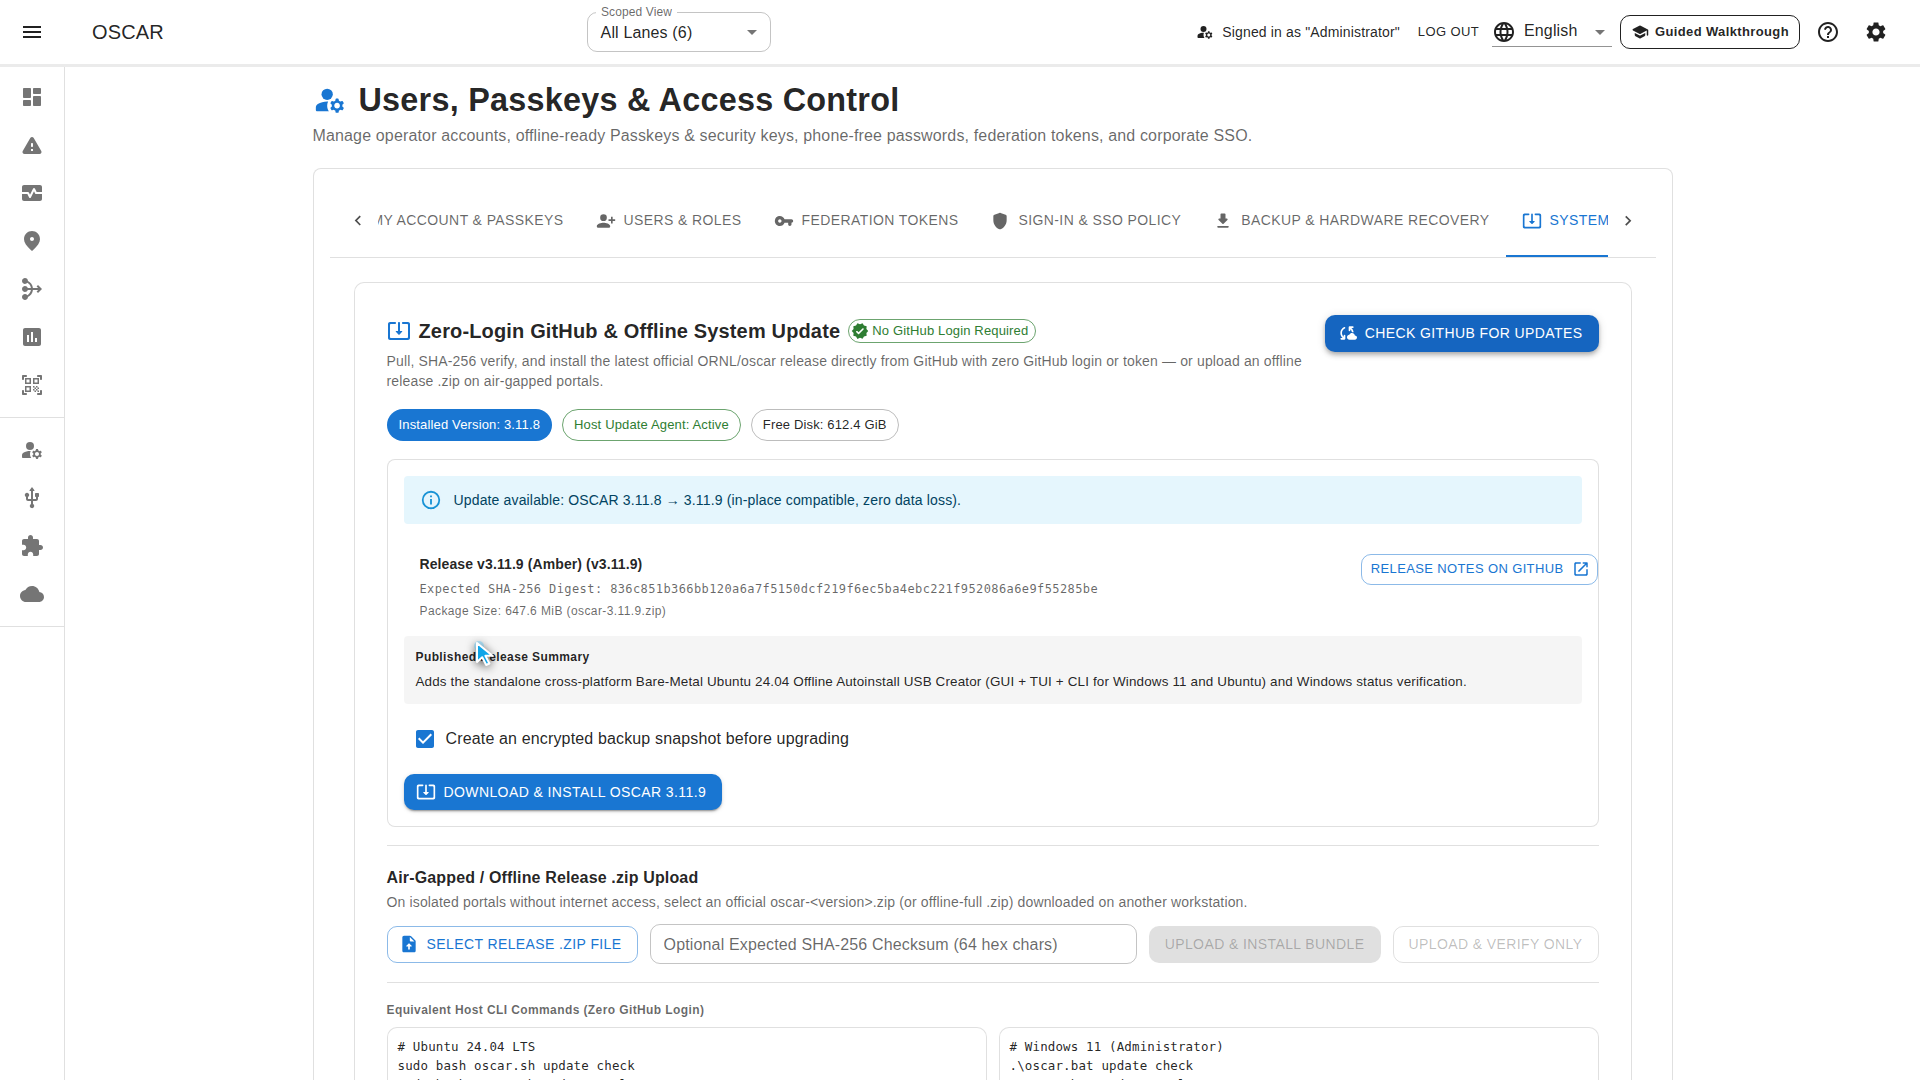 OSCAR
Scoped View
All Lanes (6)
Signed in as "Administrator"
LOG OUT
English
Guided Walkthrough
Users, Passkeys & Access Control
Manage operator accounts, offline-ready Passkeys & security keys, phone-free passwords, federation tokens, and corporate SSO.
MY ACCOUNT & PASSKEYS
USERS & ROLES
FEDERATION TOKENS
SIGN-IN & SSO POLICY
BACKUP & HARDWARE RECOVERY
SYSTEM
Zero-Login GitHub & Offline System Update
No GitHub Login Required
CHECK GITHUB FOR UPDATES
Pull, SHA-256 verify, and install the latest official ORNL/oscar release directly from GitHub with zero GitHub login or token — or upload an offline
release .zip on air-gapped portals.
Installed Version: 3.11.8
Host Update Agent: Active
Free Disk: 612.4 GiB
Update available: OSCAR 3.11.8 → 3.11.9 (in-place compatible, zero data loss).
Release v3.11.9 (Amber) (v3.11.9)
RELEASE NOTES ON GITHUB
Expected SHA-256 Digest: 836c851b366bb120a6a7f5150dcf219f6ec5ba4ebc221f952086a6e9f55285be
Package Size: 647.6 MiB (oscar-3.11.9.zip)
Published Release Summary
Adds the standalone cross-platform Bare-Metal Ubuntu 24.04 Offline Autoinstall USB Creator (GUI + TUI + CLI for Windows 11 and Ubuntu) and Windows status verification.
Create an encrypted backup snapshot before upgrading
DOWNLOAD & INSTALL OSCAR 3.11.9
Air-Gapped / Offline Release .zip Upload
On isolated portals without internet access, select an official oscar-<version>.zip (or offline-full .zip) downloaded on another workstation.
SELECT RELEASE .ZIP FILE
Optional Expected SHA-256 Checksum (64 hex chars)
UPLOAD & INSTALL BUNDLE
UPLOAD & VERIFY ONLY
Equivalent Host CLI Commands (Zero GitHub Login)
# Ubuntu 24.04 LTS
sudo bash oscar.sh update check
# Windows 11 (Administrator)
.\oscar.bat update check